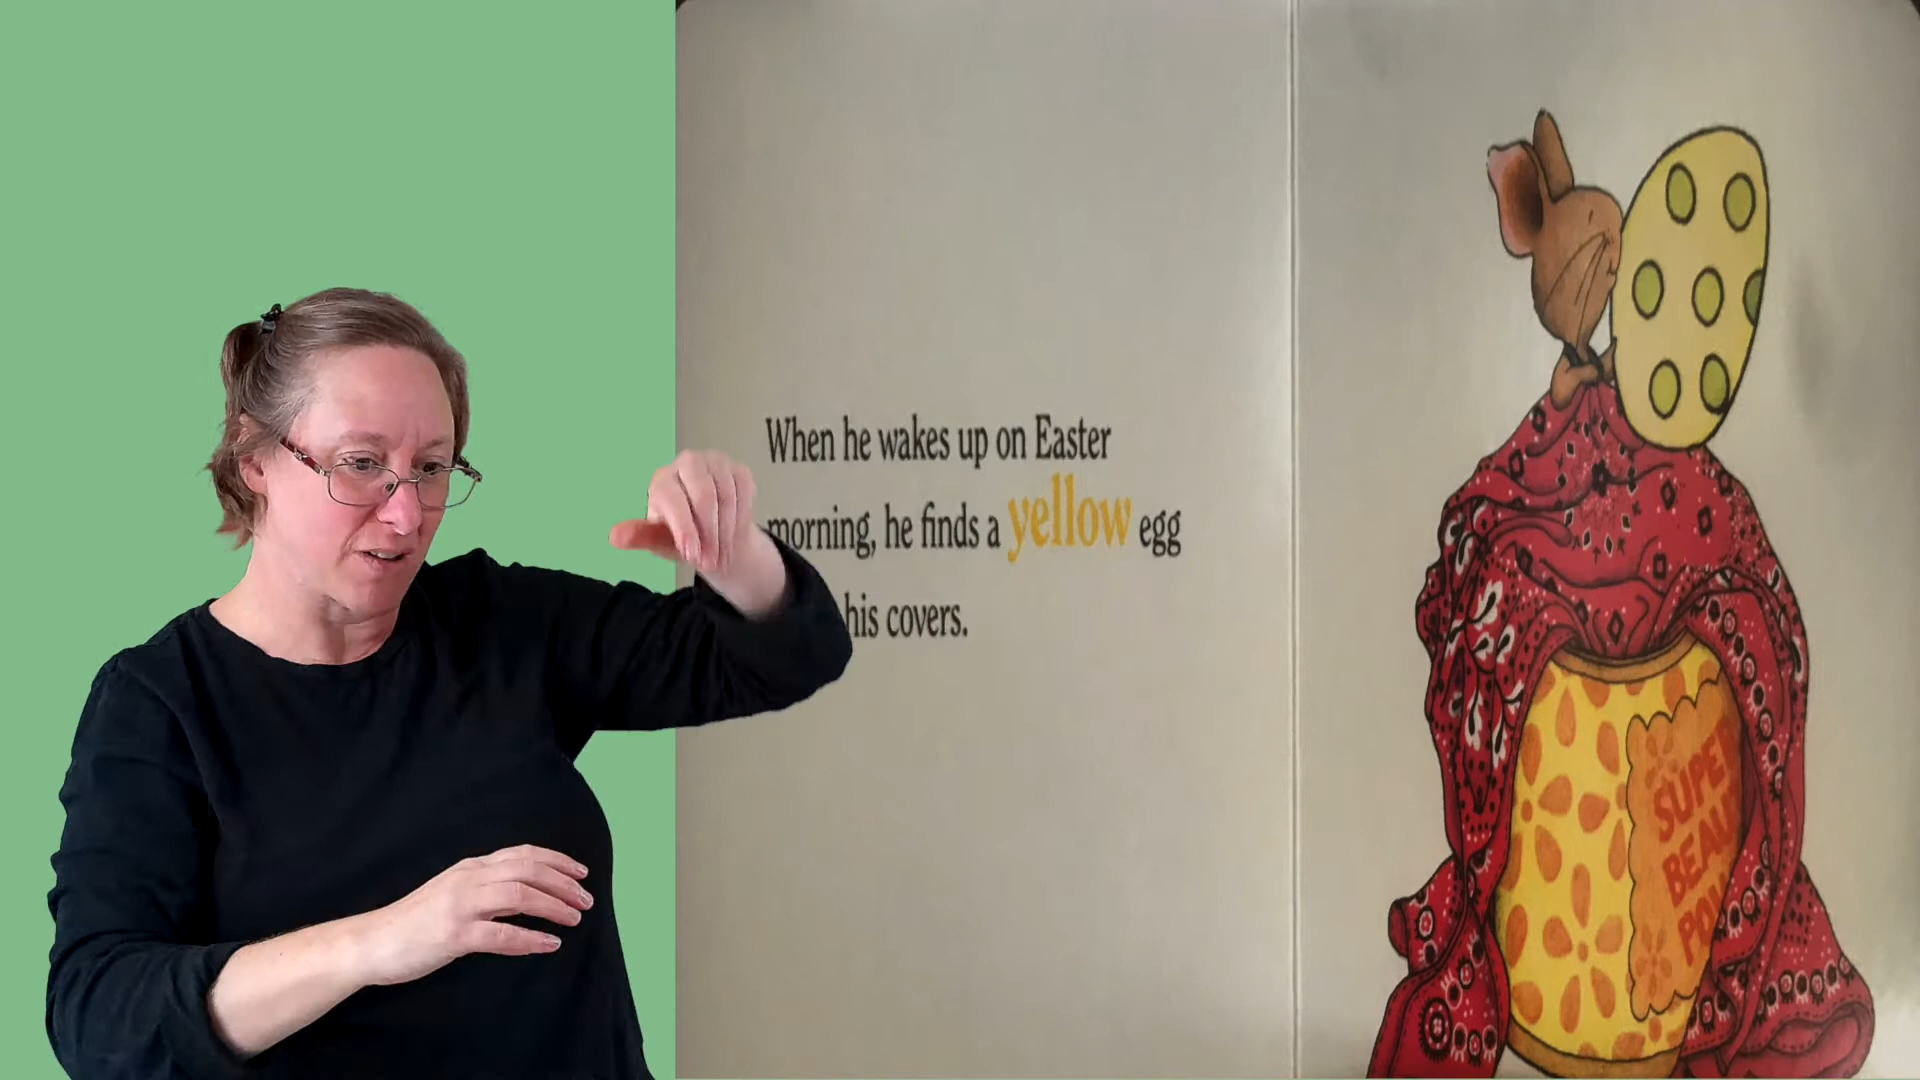 When he wakes up on Easter
morning, he finds a yellow egg
his covers.
SUPE
BEAU
PO